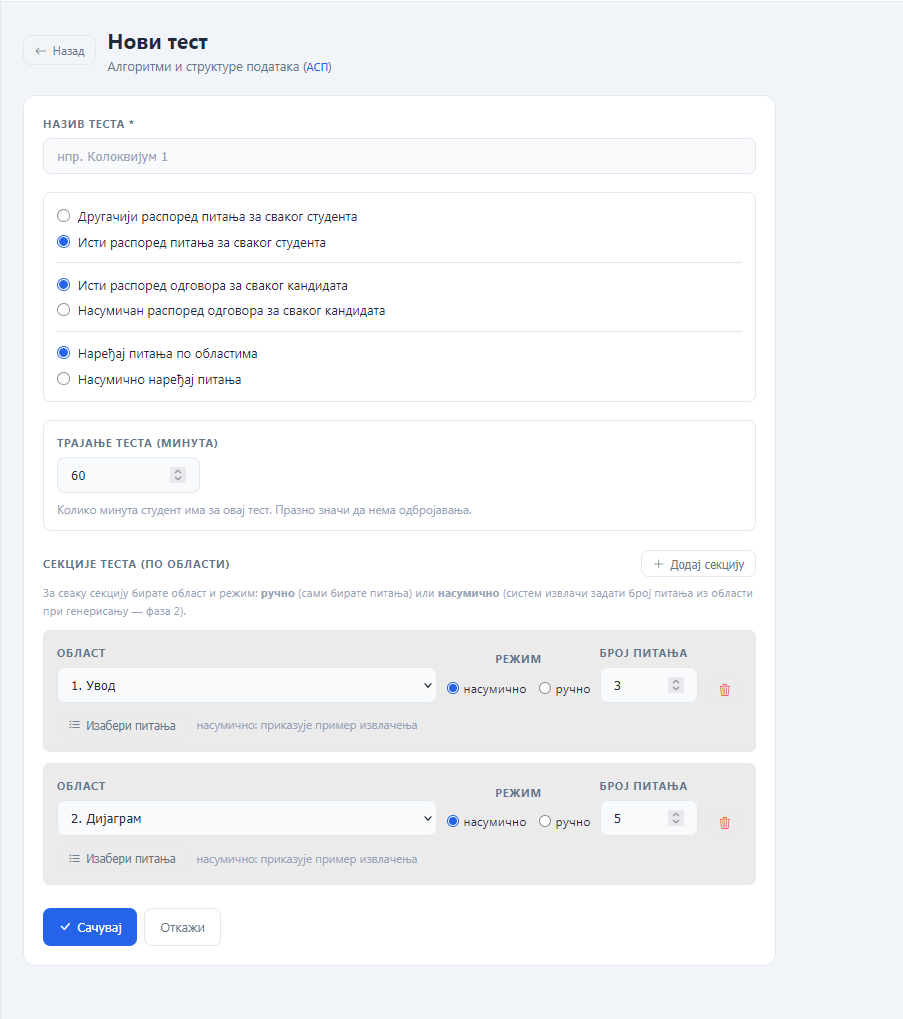 ← Назад
Нови тест
Алгоритми и структуре података (АСП)
НАЗИВ ТЕСТА *
нпр. Колоквијум 1
Другачији распоред питања за сваког студента
Исти распоред питања за сваког студента
Исти распоред одговора за сваког кандидата
Насумичан распоред одговора за сваког кандидата
Наређај питања по областима
Насумично наређај питања
ТРАЈАЊЕ ТЕСТА (МИНУТА)
60
Колико минута студент има за овај тест. Празно значи да нема одбројавања.
СЕКЦИЈЕ ТЕСТА (ПО ОБЛАСТИ)
+ Додај секцију
За сваку секцију бирате област и режим: ручно (сами бирате питања) или насумично (систем извлачи задати број питања из области
при генерисању — фаза 2).
ОБЛАСТ
РЕЖИМ
БРОЈ ПИТАЊА
1. Увод
насумично
ручно
3
Изабери питања
насумично: приказује пример извлачења
ОБЛАСТ
РЕЖИМ
БРОЈ ПИТАЊА
2. Дијаграм
насумично
ручно
5
Изабери питања
насумично: приказује пример извлачења
Сачувај
Откажи